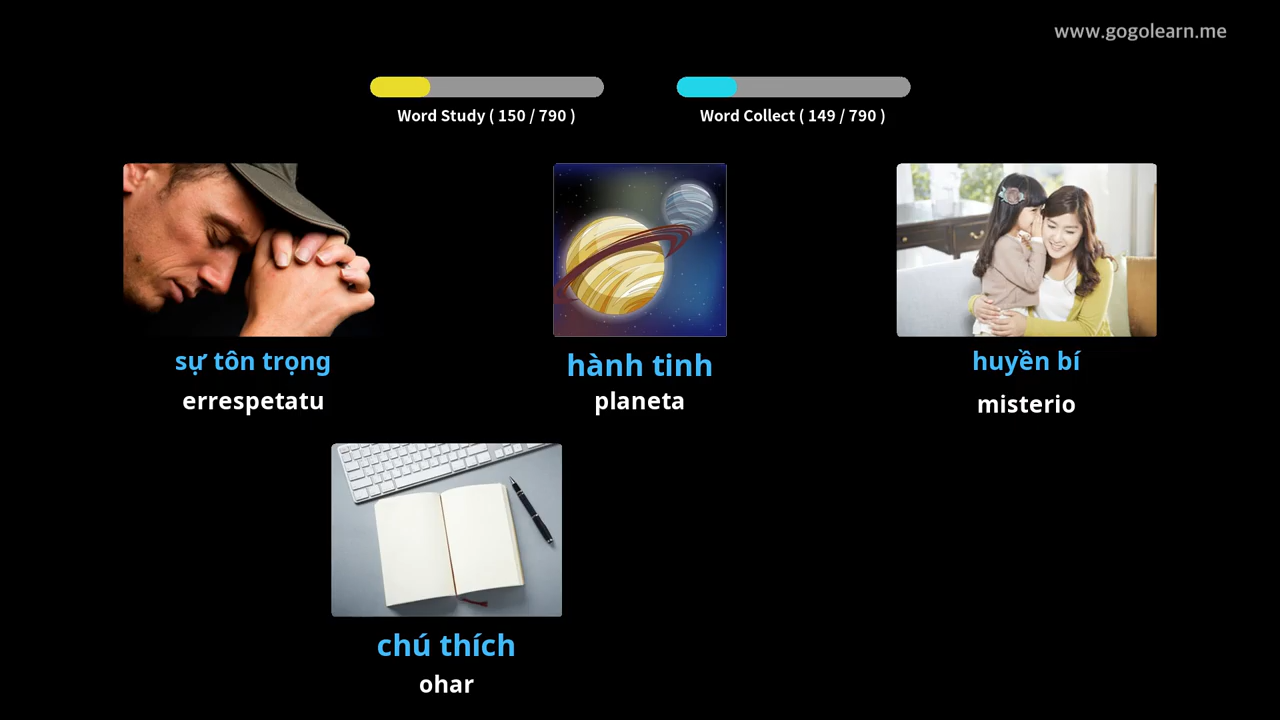 www.gogolearn.me
Word Study ( 150 / 790 )
Word Collect ( 149 / 790 )
sự tôn trọng
errespetatu
hành tinh
planeta
huyền bí
misterio
chú thích
ohar